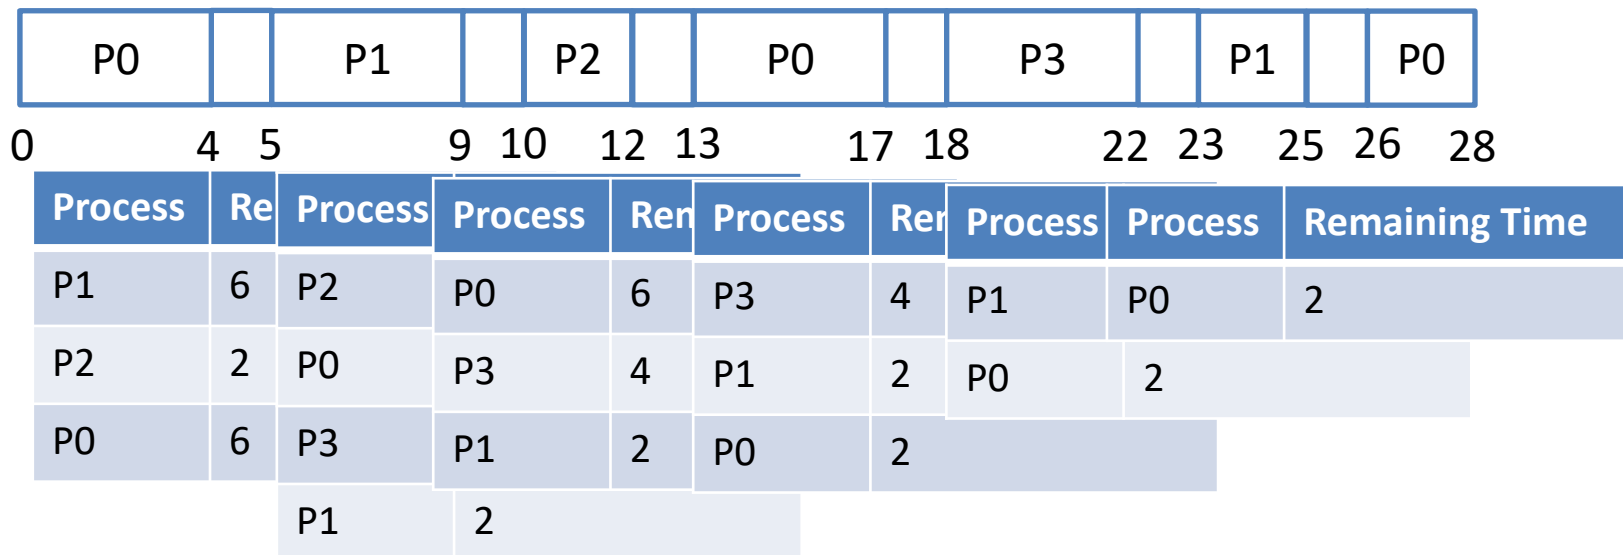 P0 P1 P2 P0 P3 P1 P0
0 4 5 9 10 12 13 17 18 22 23 25 26 28
Process Re Process Process Rem Process Rer Process Process Remaining Time
P1 6 P2 P0 6 P3 4 P1 P0 2
P2 2 P0 P3 4 P1 2 P0 2
P0 6 P3 P1 2 P0 2
P1 2